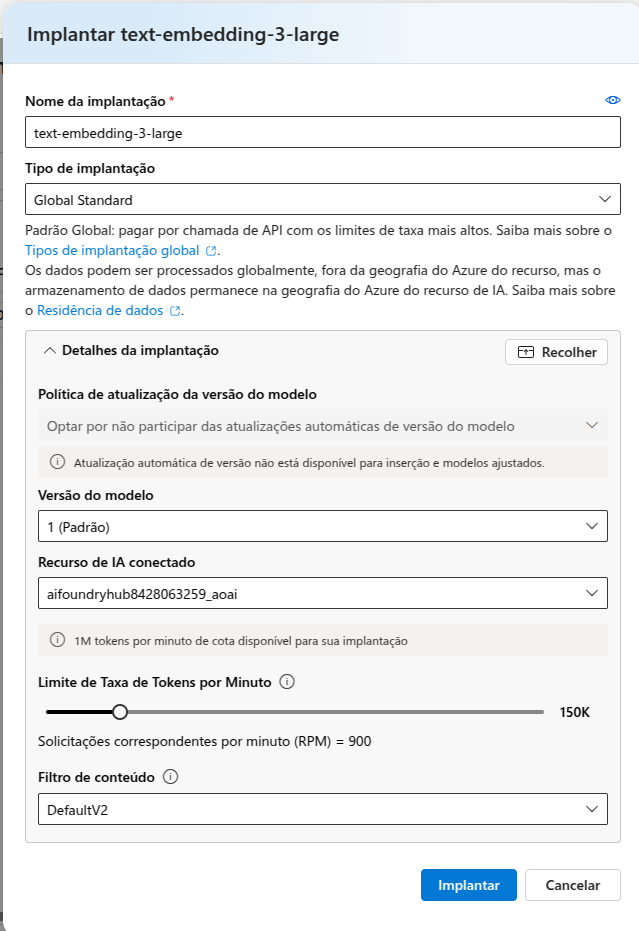 Implantar text-embedding-3-large
Nome da implantação *
text-embedding-3-large
Tipo de implantação
Global Standard
Padrão Global: pagar por chamada de API com os limites de taxa mais altos. Saiba mais sobre o
Tipos de implantação global.
Os dados podem ser processados globalmente, fora da geografia do Azure do recurso, mas o
armazenamento de dados permanece na geografia do Azure do recurso de IA. Saiba mais sobre
o Residência de dados.
Detalhes da implantação
Recolher
Política de atualização da versão do modelo
Optar por não participar das atualizações automáticas de versão do modelo
Atualização automática de versão não está disponível para inserção e modelos ajustados.
Versão do modelo
1 (Padrão)
Recurso de IA conectado
aifoundryhub8428063259_aoai
1M tokens por minuto de cota disponível para sua implantação
Limite de Taxa de Tokens por Minuto
150K
Solicitações correspondentes por minuto (RPM) = 900
Filtro de conteúdo
DefaultV2
Implantar
Cancelar